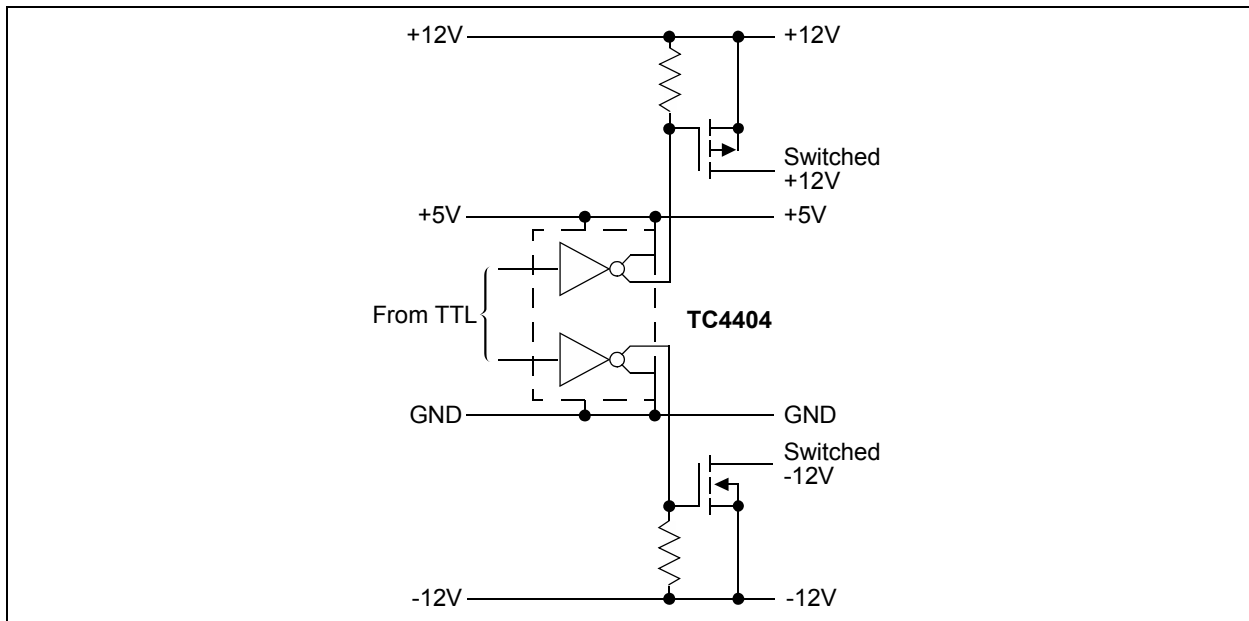 +12V
+12V
Switched
+12V
+5V
+5V
From TTL
TC4404
GND
GND
Switched
-12V
-12V
-12V